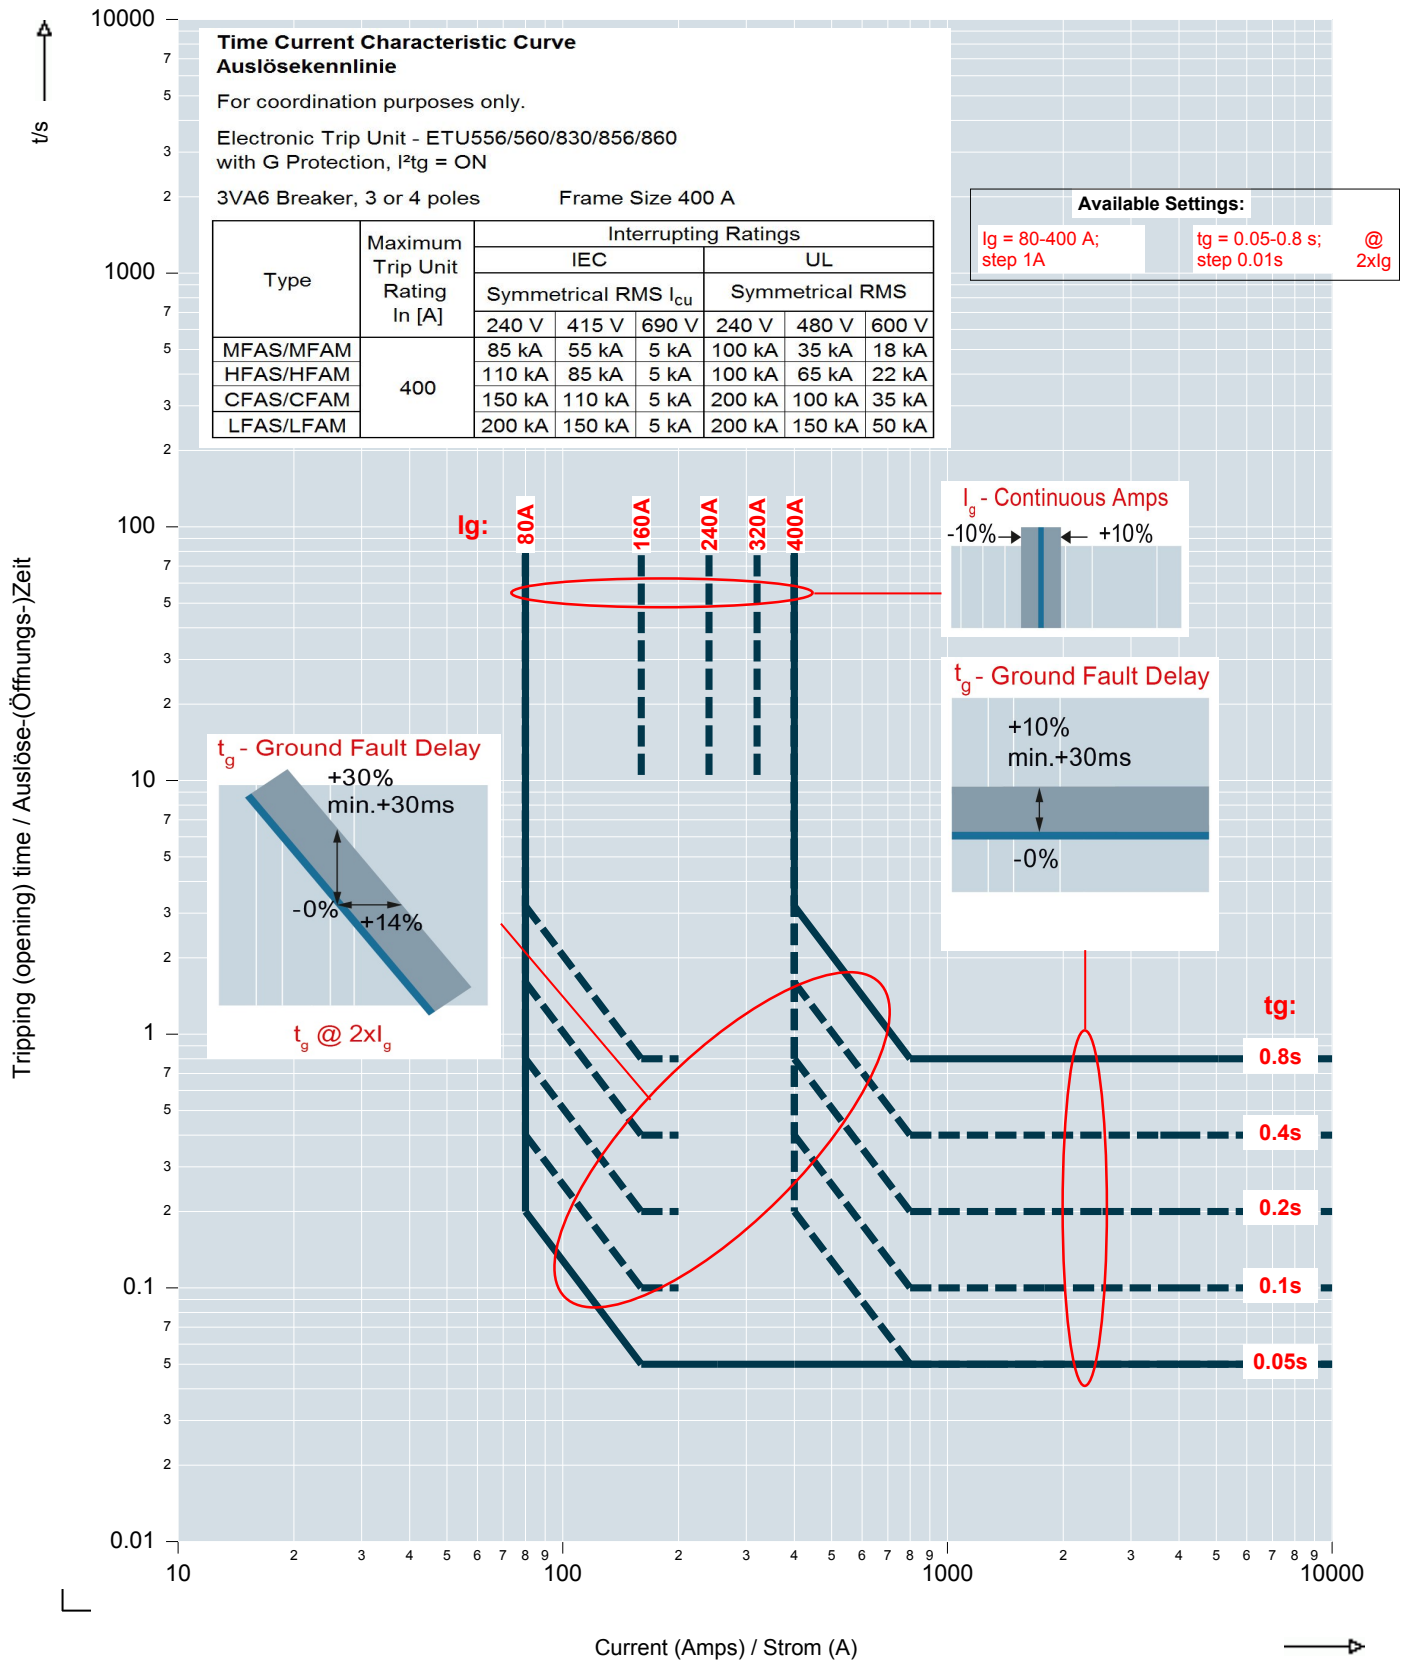 10000
7
5
3
2
1000
7
5
3
2
100
7
5
3
2
10
7
5
3
2
1
7
5
3
2
0.1
7
5
3
2
0.01
t/s
Tripping (opening) time / Auslöse-(Öffnungs-)Zeit
Time Current Characteristic Curve
Auslösekennlinie
For coordination purposes only.
Electronic Trip Unit - ETU556/560/830/856/860
with G Protection, I²tg = ON
3VA6 Breaker, 3 or 4 poles Frame Size 400 A
Type Maximum Trip Unit Rating In [A] Interrupting Ratings
IEC UL
Symmetrical RMS Icu Symmetrical RMS
240 V 415 V 690 V 240 V 480 V 600 V
MFAS/MFAM 400 85 kA 55 kA 5 kA 100 kA 35 kA 18 kA
HFAS/HFAM 110 kA 85 kA 5 kA 100 kA 65 kA 22 kA
CFAS/CFAM 150 kA 110 kA 5 kA 200 kA 100 kA 35 kA
LFAS/LFAM 200 kA 150 kA 5 kA 200 kA 150 kA 50 kA
Available Settings:
Ig = 80-400 A; tg = 0.05-0.8 s; @
step 1A step 0.01s 2xIg
Ig: 80A 160A 240A 320A 400A
Ig - Continuous Amps
-10% +10%
tg - Ground Fault Delay
+10%
min.+30ms
-0%
tg - Ground Fault Delay
+30%
min.+30ms
-0%
+14%
tg @ 2xIg
tg:
0.8s
0.4s
0.2s
0.1s
0.05s
2 3 4 5 6 7 8 9 2 3 4 5 6 7 8 9 2 3 4 5 6 7 8 9
10 100 1000 10000
Current (Amps) / Strom (A)